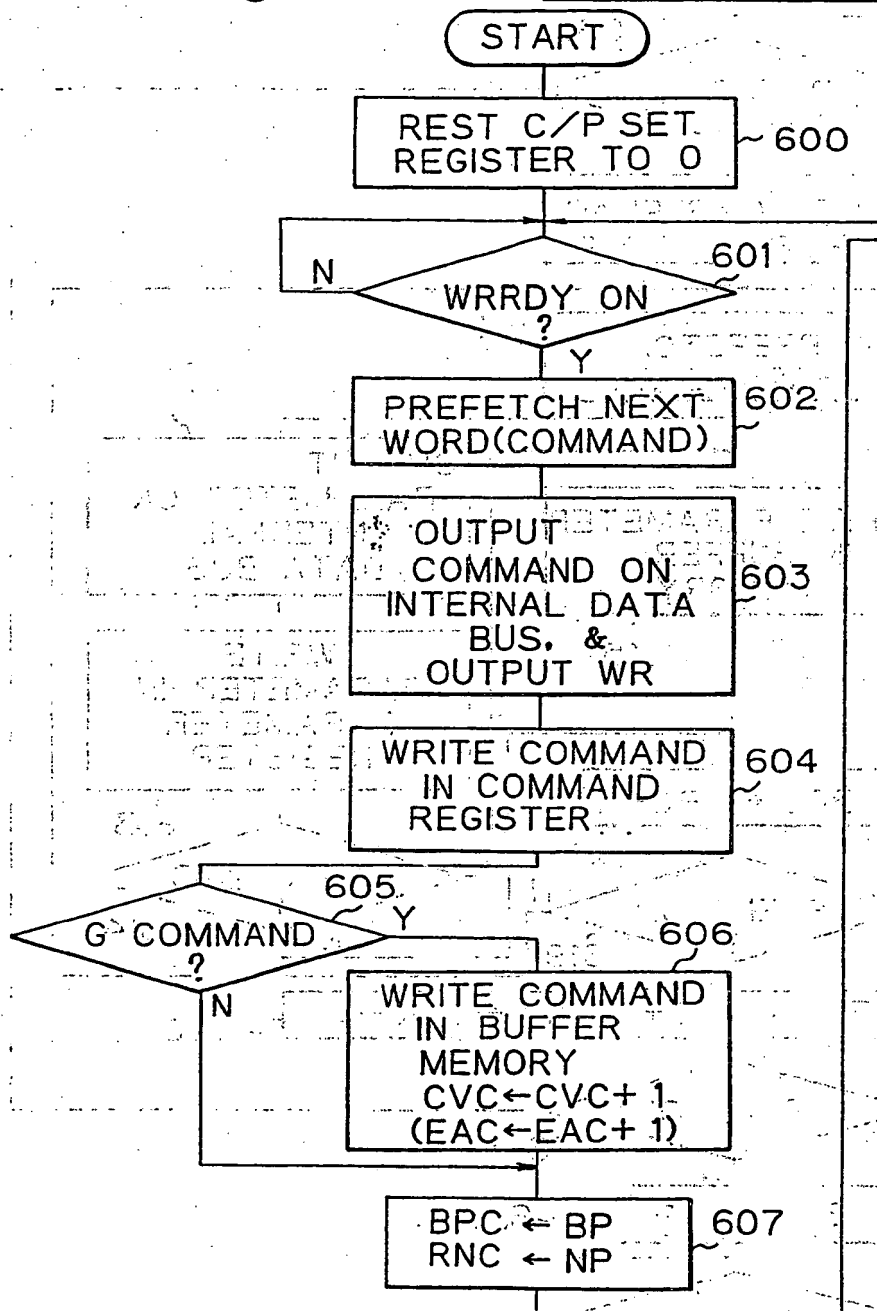 START
REST C/P SET
REGISTER TO 0
600
601
N
WRRDY ON
?
Y
PREFETCH NEXT
WORD(COMMAND)
602
OUTPUT
COMMAND ON
INTERNAL DATA
BUS. &
OUTPUT WR
603
WRITE COMMAND
IN COMMAND
REGISTER
604
605
G COMMAND
?
Y
N
606
WRITE COMMAND
IN BUFFER
MEMORY
CVC←CVC+1
(EAC←EAC+1)
BPC ← BP
RNC ← NP
607